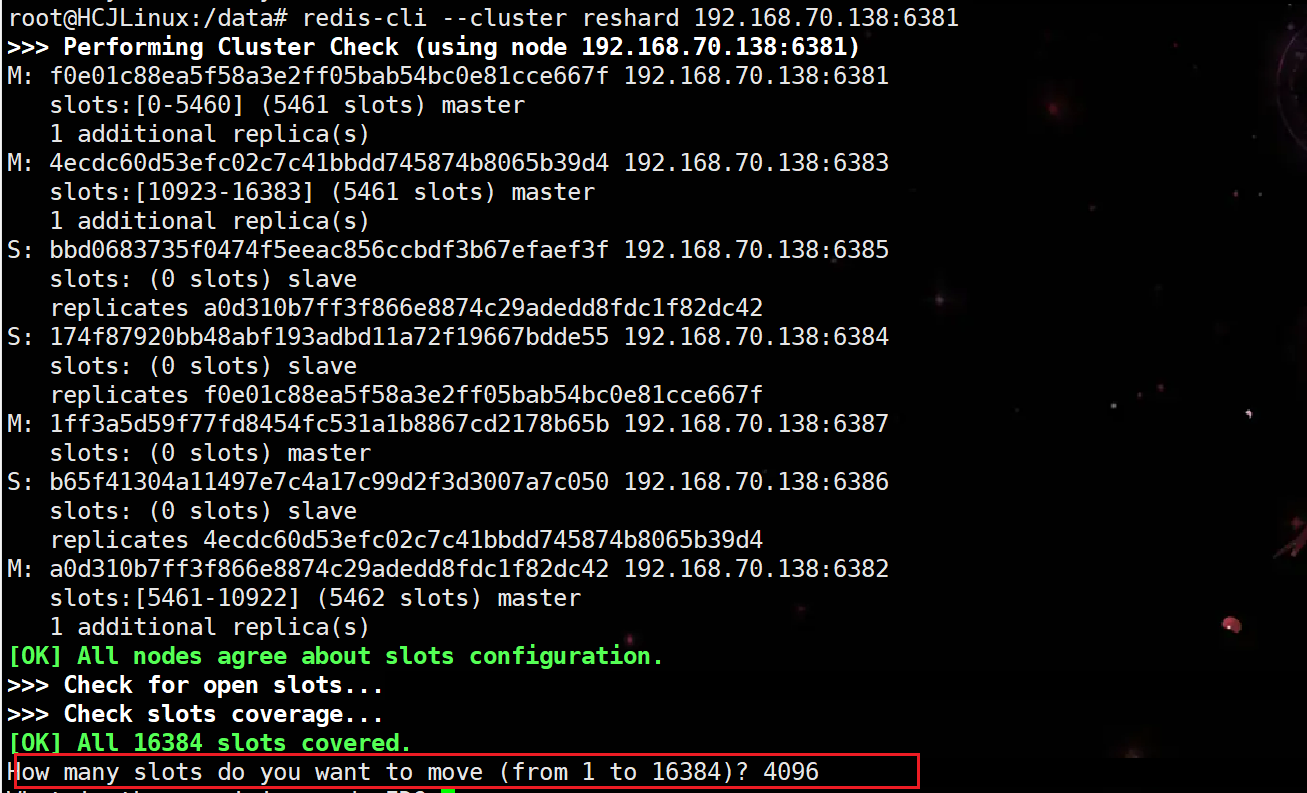 root@HCJLinux:/data# redis-cli --cluster reshard 192.168.70.138:6381
>>> Performing Cluster Check (using node 192.168.70.138:6381)
M: f0e01c88ea5f58a3e2ff05bab54bc0e81cce667f 192.168.70.138:6381
   slots:[0-5460] (5461 slots) master
   1 additional replica(s)
M: 4ecdc60d53efc02c7c41bbdd745874b8065b39d4 192.168.70.138:6383
   slots:[10923-16383] (5461 slots) master
   1 additional replica(s)
S: bbd0683735f0474f5eeac856ccbdf3b67efaef3f 192.168.70.138:6385
   slots: (0 slots) slave
   replicates a0d310b7ff3f866e8874c29adedd8fdc1f82dc42
S: 174f87920bb48abf193adbd11a72f19667bdde55 192.168.70.138:6384
   slots: (0 slots) slave
   replicates f0e01c88ea5f58a3e2ff05bab54bc0e81cce667f
M: 1ff3a5d59f77fd8454fc531a1b8867cd2178b65b 192.168.70.138:6387
   slots: (0 slots) master
S: b65f41304a11497e7c4a17c99d2f3d3007a7c050 192.168.70.138:6386
   slots: (0 slots) slave
   replicates 4ecdc60d53efc02c7c41bbdd745874b8065b39d4
M: a0d310b7ff3f866e8874c29adedd8fdc1f82dc42 192.168.70.138:6382
   slots:[5461-10922] (5462 slots) master
   1 additional replica(s)
[OK] All nodes agree about slots configuration.
>>> Check for open slots...
>>> Check slots coverage...
[OK] All 16384 slots covered.
How many slots do you want to move (from 1 to 16384)? 4096